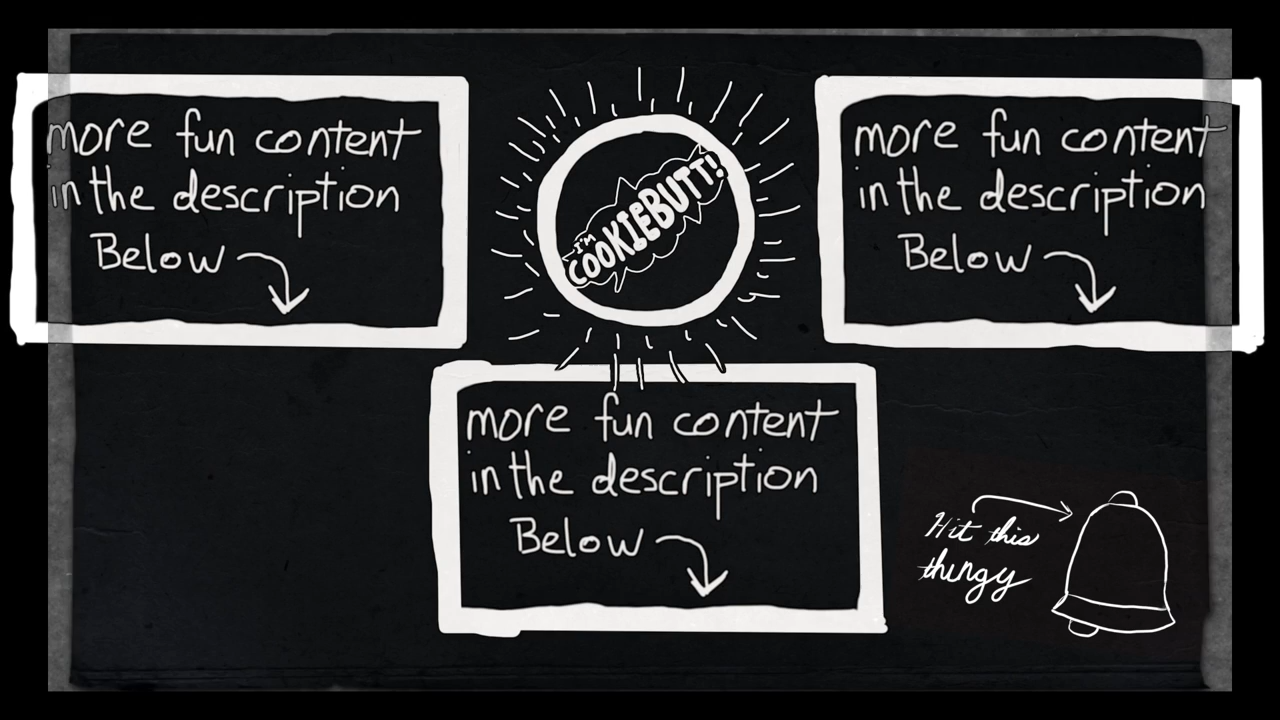 more fun content
in the description
Below
I'M
COOKIEBUTT!
more fun content
in the description
Below
more fun content
in the description
Below
Hit this
thingy